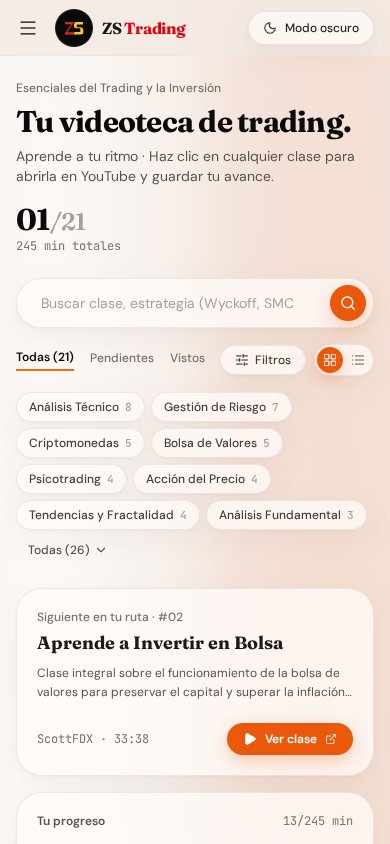 ZS ZS Trading Modo oscuro
Esenciales del Trading y la Inversión
Tu videoteca de trading.
Aprende a tu ritmo · Haz clic en cualquier clase para
abrirla en YouTube y guardar tu avance.
01/21
245 min totales
Buscar clase, estrategia (Wyckoff, SMC
Todas (21) Pendientes Vistos Filtros
Análisis Técnico 8 Gestión de Riesgo 7
Criptomonedas 5 Bolsa de Valores 5
Psicotrading 4 Acción del Precio 4
Tendencias y Fractalidad 4 Análisis Fundamental 3
Todas (26)
Siguiente en tu ruta · #02
Aprende a Invertir en Bolsa
Clase integral sobre el funcionamiento de la bolsa de
valores para preservar el capital y superar la inflación…
ScottFDX · 33:38 Ver clase
Tu progreso 13/245 min